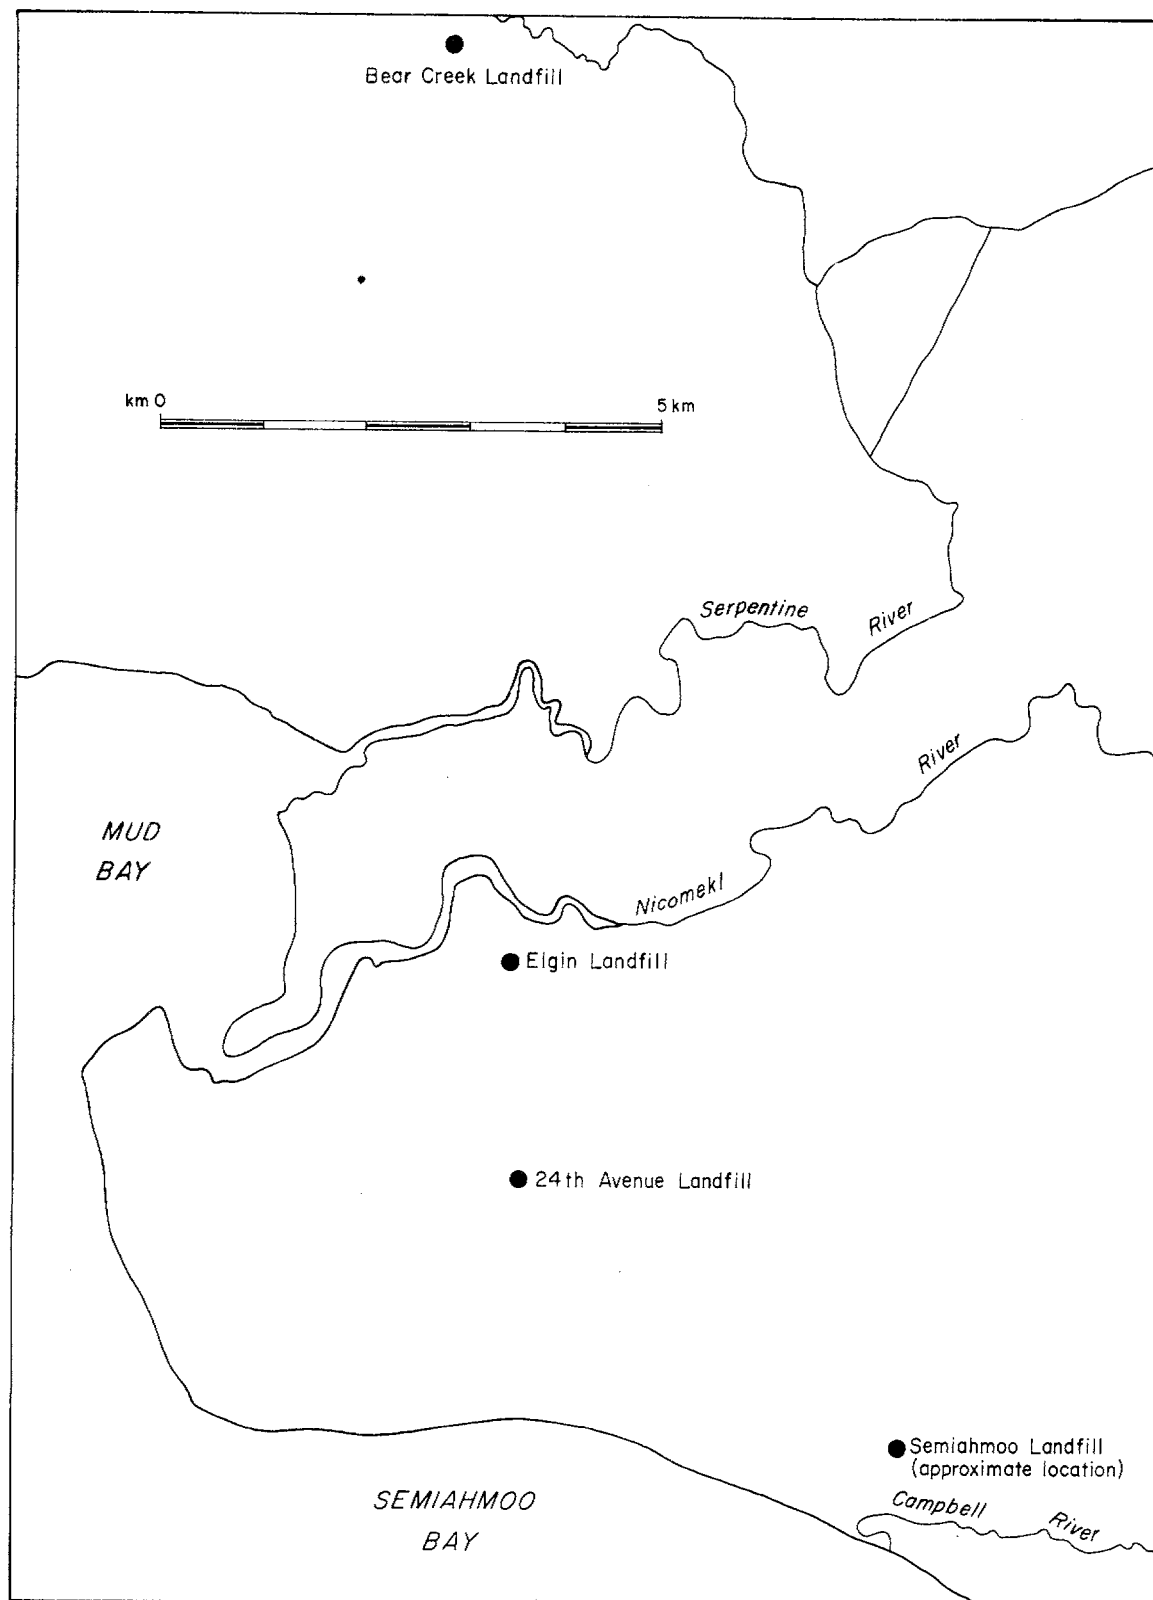 Bear Creek Landfill
km 0 5 km
Serpentine River
River
MUD
BAY
Nicomekl
Elgin Landfill
24th Avenue Landfill
Semiahmoo Landfill
(approximate location)
Campbell River
SEMIAHMOO
BAY